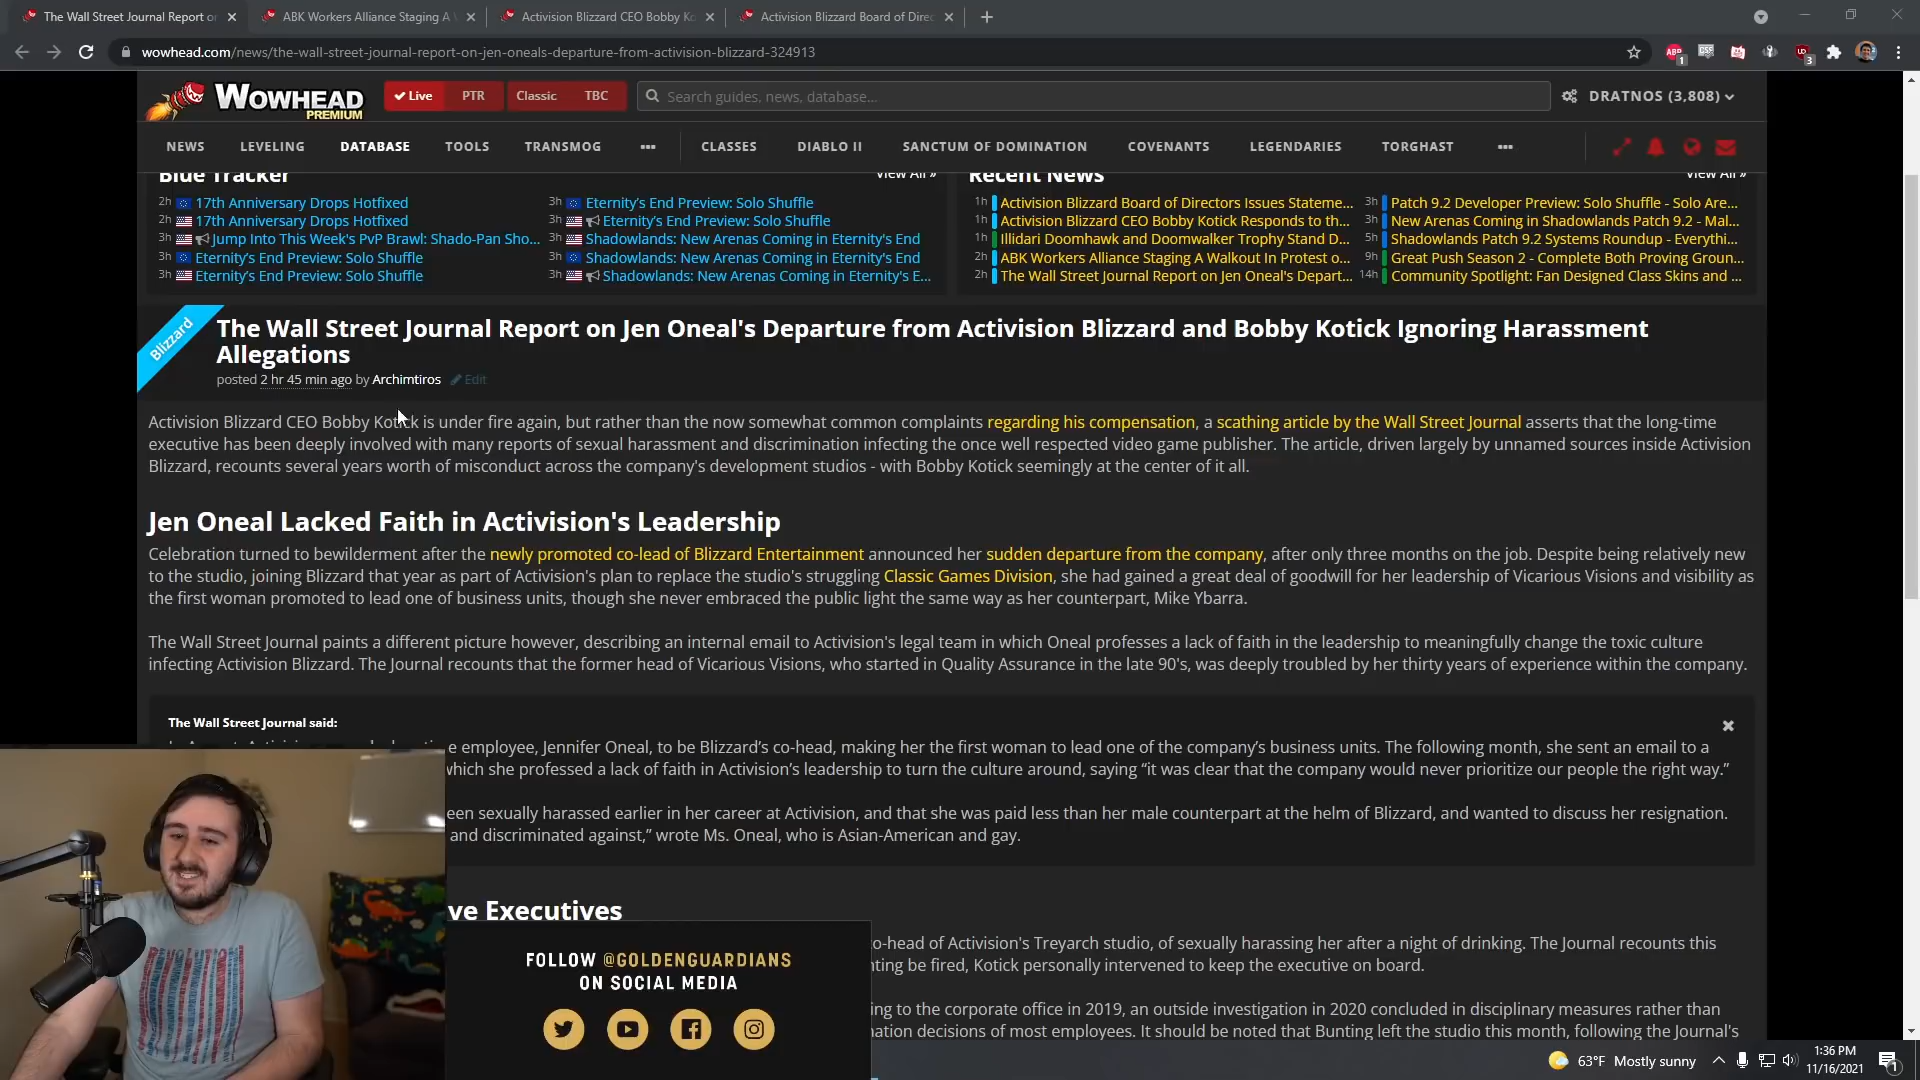 The Wall Street Journal Report or
ABK Workers Alliance Staging A
Activision Blizzard CEO Bobby Ko
Activision Blizzard Board of Direc
wowhead.com/news/the-wall-street-journal-report-on-jen-oneals-departure-from-activision-blizzard-324913
WOWHEAD
PREMIUM
Live PTR Classic TBC
Search guides, news, database...
DRATNOS (3,808)
NEWS LEVELING DATABASE TOOLS TRANSMOG ••• CLASSES DIABLO II SANCTUM OF DOMINATION COVENANTS LEGENDARIES TORGHAST •••
Blue Tracker View All »
2h 17th Anniversary Drops Hotfixed
2h 17th Anniversary Drops Hotfixed
3h Jump Into This Week's PvP Brawl: Shado-Pan Sho...
3h Eternity's End Preview: Solo Shuffle
3h Eternity's End Preview: Solo Shuffle
3h Eternity's End Preview: Solo Shuffle
3h Eternity's End Preview: Solo Shuffle
3h Shadowlands: New Arenas Coming in Eternity's End
3h Shadowlands: New Arenas Coming in Eternity's End
3h Shadowlands: New Arenas Coming in Eternity's E...
Recent News View All »
1h Activision Blizzard Board of Directors Issues Stateme...
1h Activision Blizzard CEO Bobby Kotick Responds to th...
1h Illidari Doomhawk and Doomwalker Trophy Stand D...
2h ABK Workers Alliance Staging A Walkout In Protest o...
2h The Wall Street Journal Report on Jen Oneal's Depart...
3h Patch 9.2 Developer Preview: Solo Shuffle - Solo Are...
3h New Arenas Coming in Shadowlands Patch 9.2 - Mal...
5h Shadowlands Patch 9.2 Systems Roundup - Everythi...
9h Great Push Season 2 - Complete Both Proving Groun...
14h Community Spotlight: Fan Designed Class Skins and ...
Blizzard
The Wall Street Journal Report on Jen Oneal's Departure from Activision Blizzard and Bobby Kotick Ignoring Harassment
Allegations
posted 2 hr 45 min ago by Archimtiros Edit
Activision Blizzard CEO Bobby Kotick is under fire again, but rather than the now somewhat common complaints regarding his compensation, a scathing article by the Wall Street Journal asserts that the long-time
executive has been deeply involved with many reports of sexual harassment and discrimination infecting the once well respected video game publisher. The article, driven largely by unnamed sources inside Activision
Blizzard, recounts several years worth of misconduct across the company's development studios - with Bobby Kotick seemingly at the center of it all.
Jen Oneal Lacked Faith in Activision's Leadership
Celebration turned to bewilderment after the newly promoted co-lead of Blizzard Entertainment announced her sudden departure from the company, after only three months on the job. Despite being relatively new
to the studio, joining Blizzard that year as part of Activision's plan to replace the studio's struggling Classic Games Division, she had gained a great deal of goodwill for her leadership of Vicarious Visions and visibility as
the first woman promoted to lead one of business units, though she never embraced the public light the same way as her counterpart, Mike Ybarra.
The Wall Street Journal paints a different picture however, describing an internal email to Activision's legal team in which Oneal professes a lack of faith in the leadership to meaningfully change the toxic culture
infecting Activision Blizzard. The Journal recounts that the former head of Vicarious Visions, who started in Quality Assurance in the late 90's, was deeply troubled by her thirty years of experience within the company.
The Wall Street Journal said:
e employee, Jennifer Oneal, to be Blizzard's co-head, making her the first woman to lead one of the company's business units. The following month, she sent an email to a
which she professed a lack of faith in Activision's leadership to turn the culture around, saying "it was clear that the company would never prioritize our people the right way."
een sexually harassed earlier in her career at Activision, and that she was paid less than her male counterpart at the helm of Blizzard, and wanted to discuss her resignation.
and discriminated against," wrote Ms. Oneal, who is Asian-American and gay.
ve Executives
co-head of Activision's Treyarch studio, of sexually harassing her after a night of drinking. The Journal recounts this
nting be fired, Kotick personally intervened to keep the executive on board.
ing to the corporate office in 2019, an outside investigation in 2020 concluded in disciplinary measures rather than
nation decisions of most employees. It should be noted that Bunting left the studio this month, following the Journal's
FOLLOW @GOLDENGUARDIANS
ON SOCIAL MEDIA
63°F Mostly sunny
1:36 PM
11/16/2021